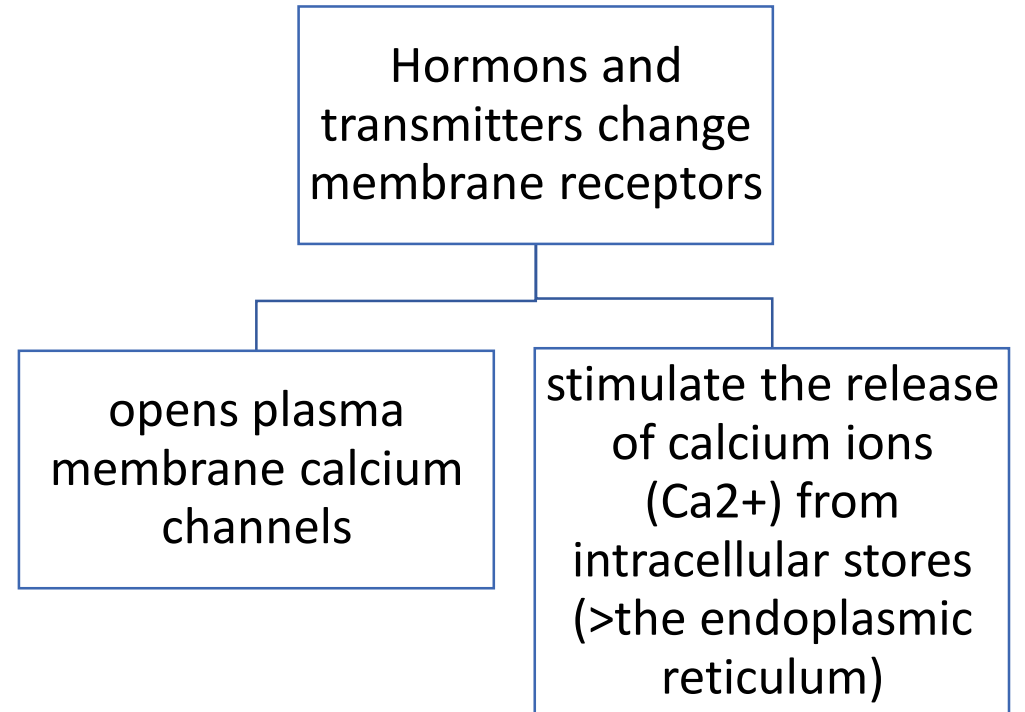 Hormons and
transmitters change
membrane receptors
opens plasma
membrane calcium
channels
stimulate the release
of calcium ions
(Ca2+) from
intracellular stores
(>the endoplasmic
reticulum)